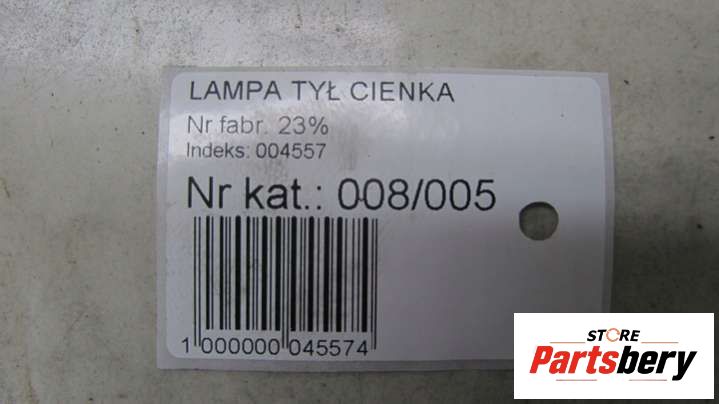 LAMPA TYŁ CIENKA
Nr fabr. 23%
Indeks: 004557
Nr kat.: 008/005
1 000000 045574
STORE
Partsbery